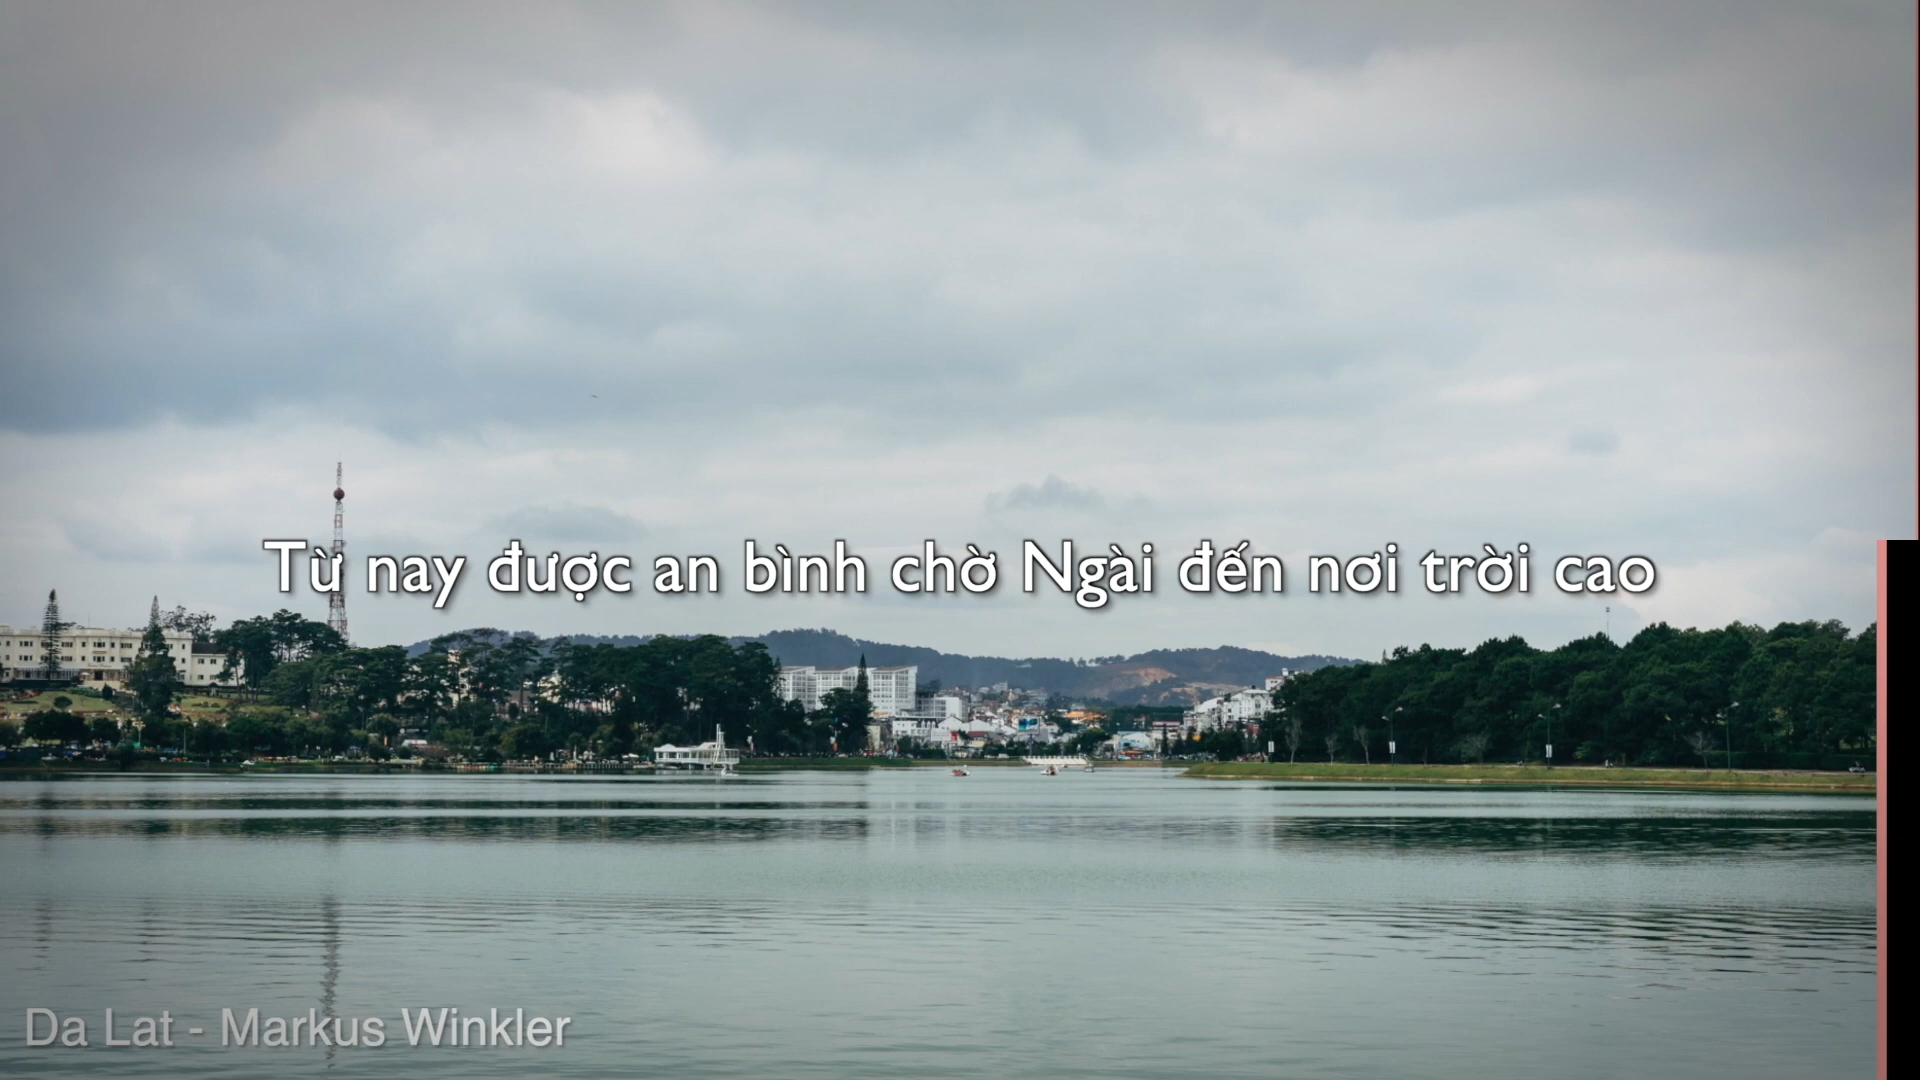 Từ nay được an bình chờ Ngài đến nơi trời cao
Da Lat - Markus Winkler